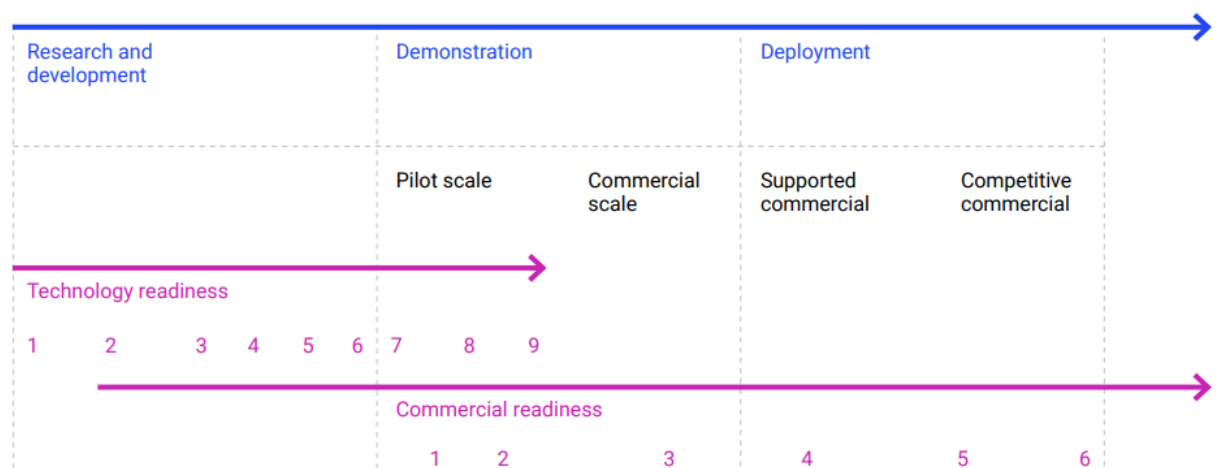 Research and
development
Demonstration
Deployment
Pilot scale
Commercial
scale
Supported
commercial
Competitive
commercial
Technology readiness
1 2 3 4 5 6 7 8 9
Commercial readiness
1 2 3 4 5 6